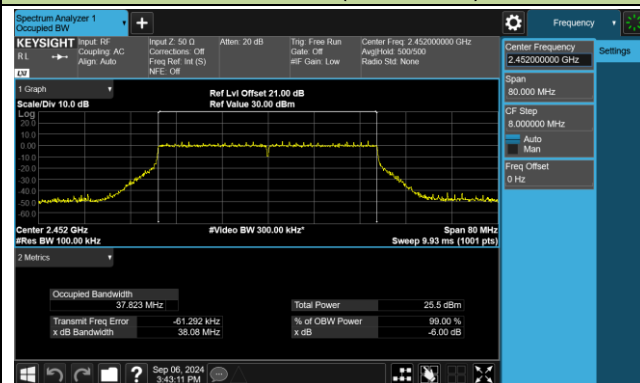 Spectrum Analyzer 1
Occupied BW
Frequency
KEYSIGHT
RL
LXI
Input: RF
Coupling: AC
Align: Auto
Input Z: 50 Ω
Corrections: Off
Freq Ref: Int (S)
NFE: Off
Atten: 20 dB
Trig: Free Run
Gate: Off
#IF Gain: Low
Center Freq: 2.452000000 GHz
Avg|Hold: 500/500
Radio Std: None
Center Frequency
2.452000000 GHz
Settings
Span
80.000 MHz
CF Step
8.000000 MHz
Auto
Man
Freq Offset
0 Hz
1 Graph
Scale/Div 10.0 dB
Ref Lvl Offset 21.00 dB
Ref Value 30.00 dBm
Log
20.0
10.0
0.00
-10.0
-20.0
-30.0
-40.0
-50.0
-60.0
Center 2.452 GHz
#Res BW 100.00 kHz
#Video BW 300.00 kHz*
Span 80 MHz
Sweep 9.93 ms (1001 pts)
2 Metrics
Occupied Bandwidth
37.823 MHz
Total Power 25.5 dBm
Transmit Freq Error -61.292 kHz
% of OBW Power 99.00 %
x dB Bandwidth 38.08 MHz
x dB -6.00 dB
Sep 06, 2024
3:43:11 PM